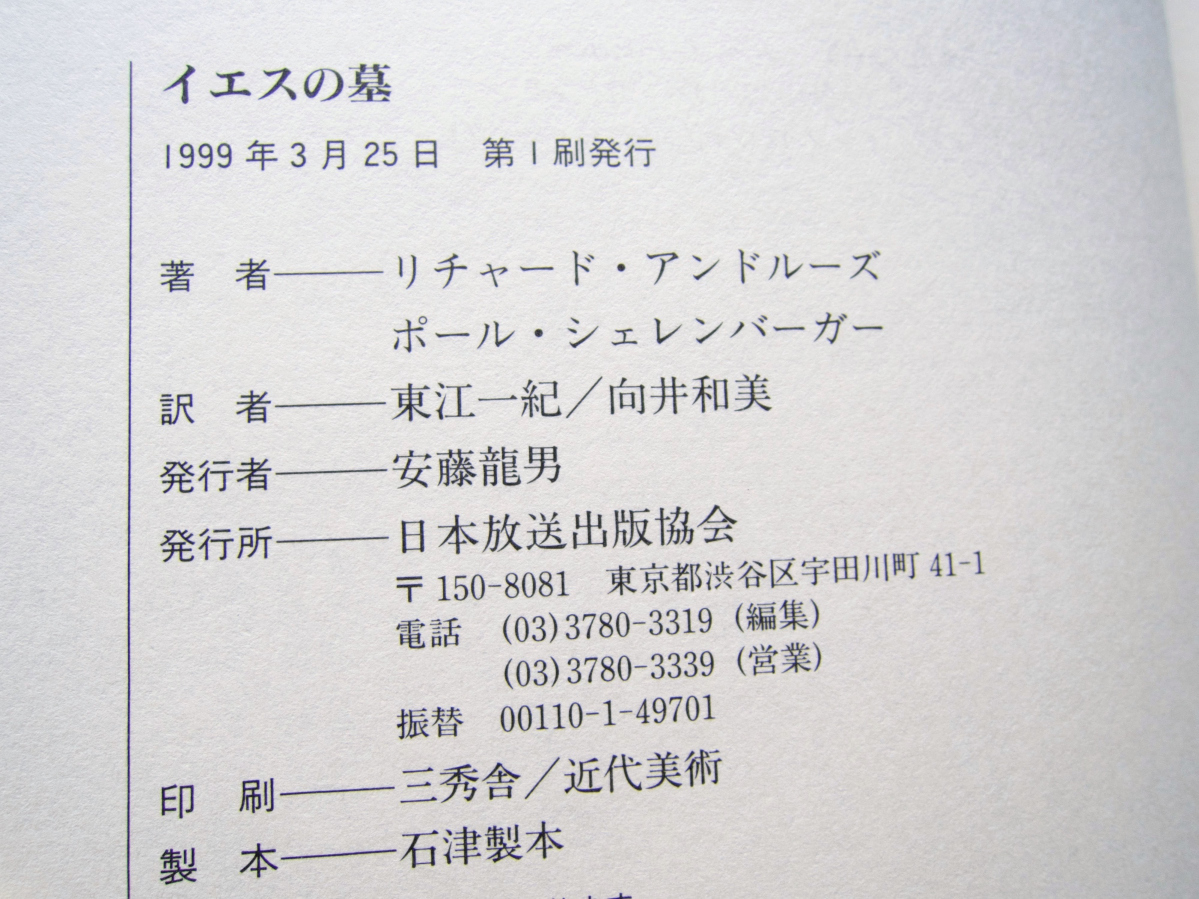 イエスの墓
1999年3月25日　第1刷発行
著　者——リチャード・アンドルーズ
ポール・シェレンバーガー
訳　者——東江一紀／向井和美
発行者——安藤龍男
発行所——日本放送出版協会
〒150-8081　東京都渋谷区宇田川町41-1
電話　(03)3780-3319（編集）
(03)3780-3339（営業）
振替　00110-1-49701
印　刷——三秀舎／近代美術
製　本——石津製本